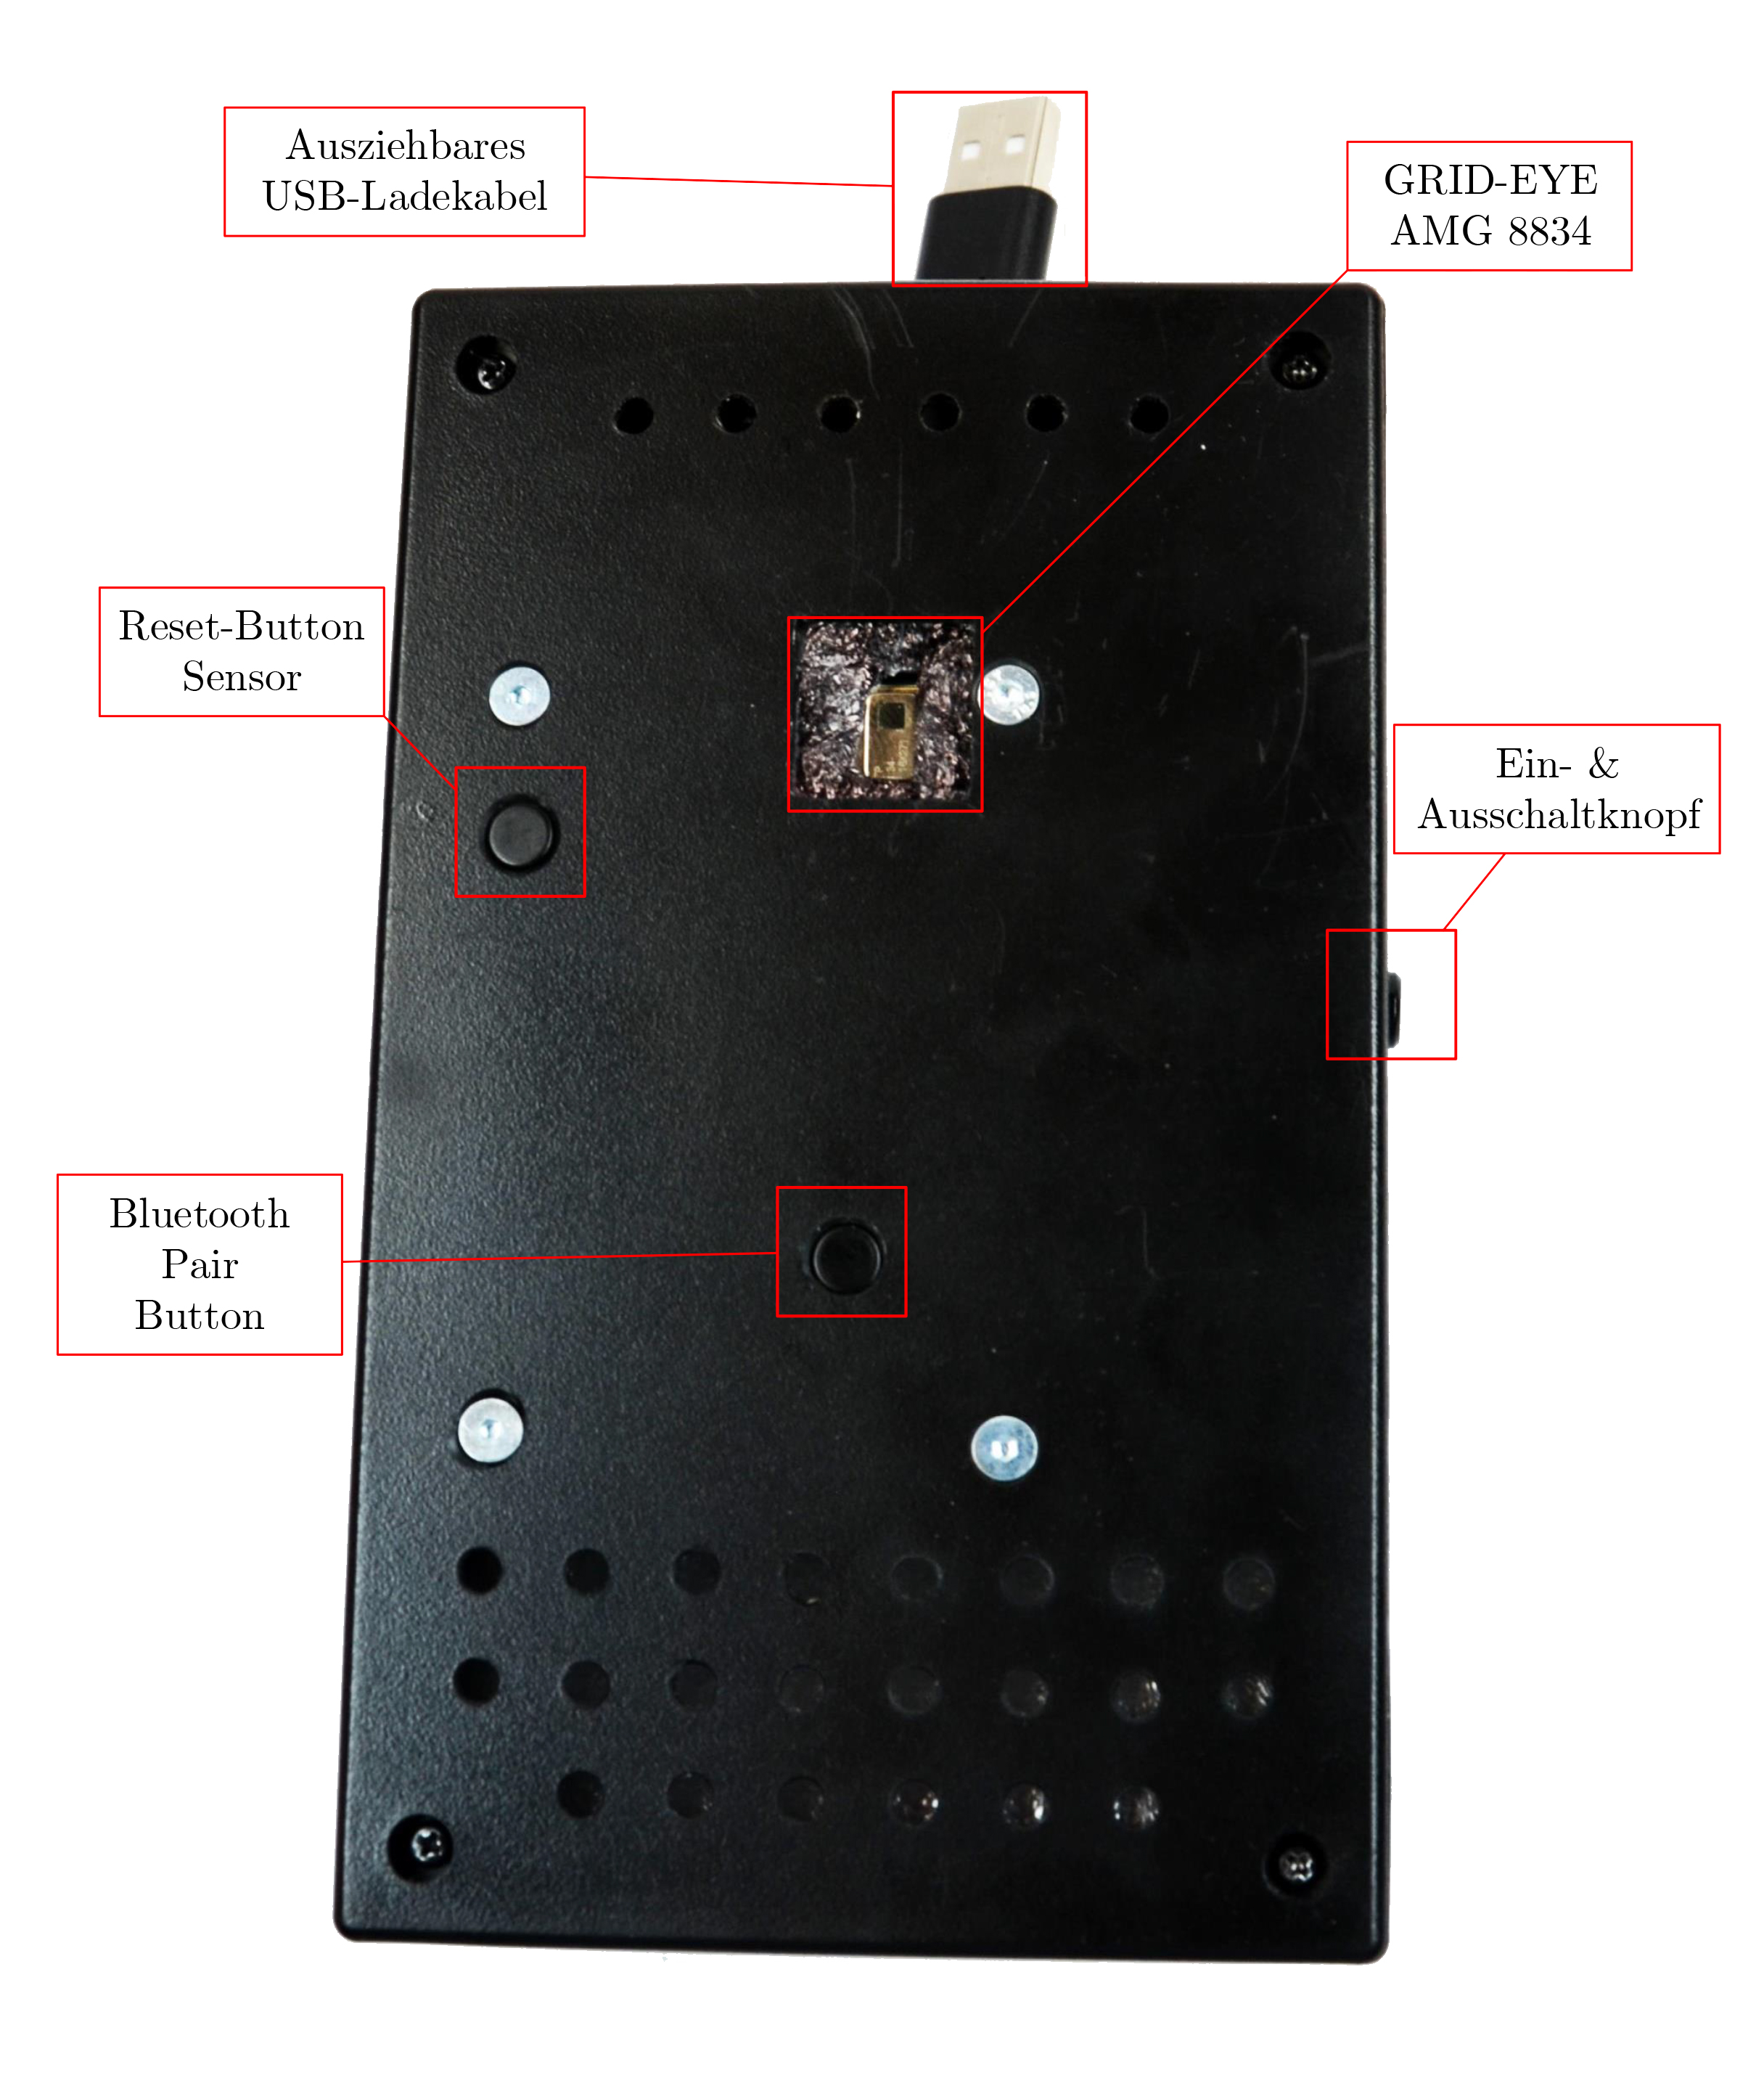 Ausziehbares
USB-Ladekabel
GRID-EYE
AMG 8834
Reset-Button
Sensor
Ein- &
Ausschaltknopf
Bluetooth
Pair
Button